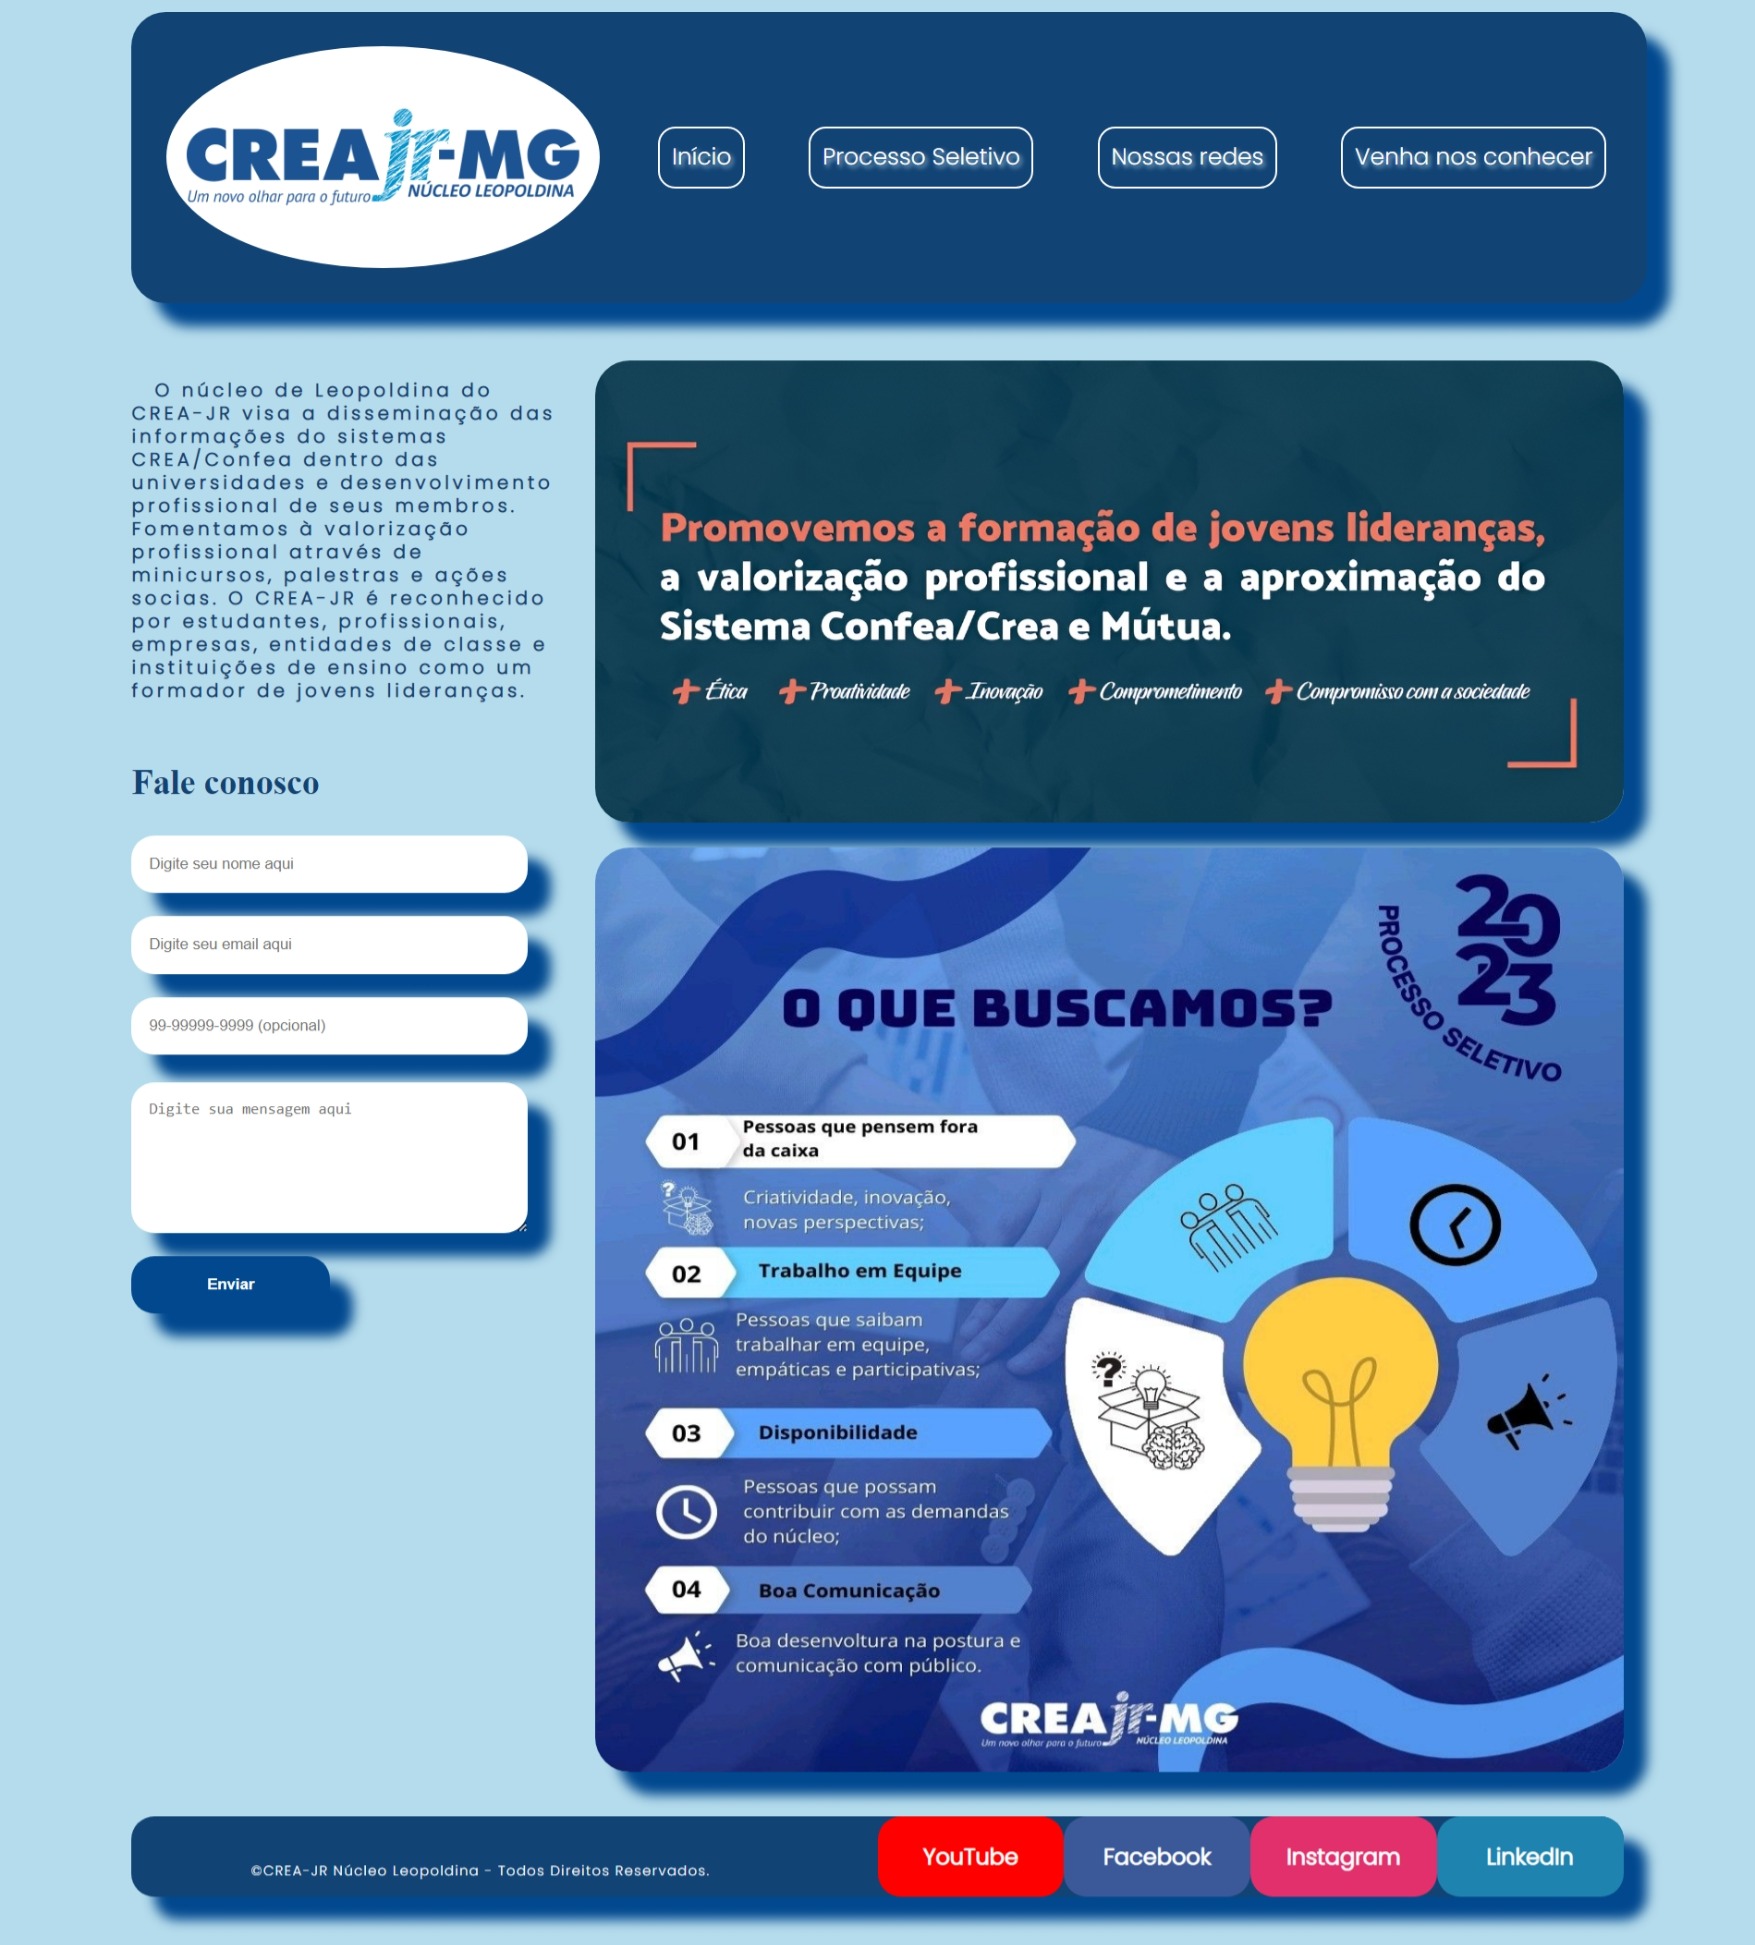 CREAjr-MG
Um novo olhar para o futuro
NÚCLEO LEOPOLDINA
Início
Processo Seletivo
Nossas redes
Venha nos conhecer
O núcleo de Leopoldina do
CREA-JR visa a disseminação das
informações do sistemas
CREA/Confea dentro das
universidades e desenvolvimento
profissional de seus membros.
Fomentamos à valorização
profissional através de
minicursos, palestras e ações
socias. O CREA-JR é reconhecido
por estudantes, profissionais,
empresas, entidades de classe e
instituições de ensino como um
formador de jovens lideranças.
Fale conosco
Digite seu nome aqui
Digite seu email aqui
99-99999-9999 (opcional)
Digite sua mensagem aqui
Enviar
Promovemos a formação de jovens lideranças,
a valorização profissional e a aproximação do
Sistema Confea/Crea e Mútua.
+ Ética + Proatividade + Inovação + Comprometimento + Compromisso com a sociedade
2023
PROCESSO SELETIVO
O QUE BUSCAMOS?
01 Pessoas que pensem fora
da caixa
Criatividade, inovação,
novas perspectivas;
02 Trabalho em Equipe
Pessoas que saibam
trabalhar em equipe,
empáticas e participativas;
03 Disponibilidade
Pessoas que possam
contribuir com as demandas
do núcleo;
04 Boa Comunicação
Boa desenvoltura na postura e
comunicação com público.
CREAjr-MG
Um novo olhar para o futuro
NÚCLEO LEOPOLDINA
©CREA-JR Núcleo Leopoldina - Todos Direitos Reservados.
YouTube
Facebook
Instagram
LinkedIn